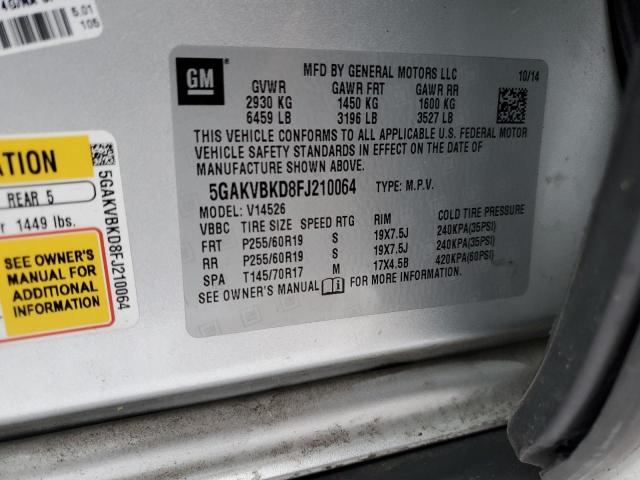 5.01
105
GM
MFD BY GENERAL MOTORS LLC
10/14
GVWR GAWR FRT GAWR RR
2930 KG 1450 KG 1600 KG
6459 LB 3196 LB 3527 LB
THIS VEHICLE CONFORMS TO ALL APPLICABLE U.S. FEDERAL MOTOR
VEHICLE SAFETY STANDARDS IN EFFECT ON THE DATE OF
MANUFACTURE SHOWN ABOVE.
5GAKVBKD8FJ210064 TYPE: M.P.V.
MODEL: V14526
VBBC TIRE SIZE SPEED RTG RIM COLD TIRE PRESSURE
FRT P255/60R19 S 19X7.5J 240KPA(35PSI)
RR P255/60R19 S 19X7.5J 240KPA(35PSI)
SPA T145/70R17 M 17X4.5B 420KPA(60PSI)
SEE OWNER'S MANUAL FOR MORE INFORMATION.
REAR 5
1449 lbs.
SEE OWNER'S
MANUAL FOR
ADDITIONAL
INFORMATION
5GAKVBKD8FJ210064